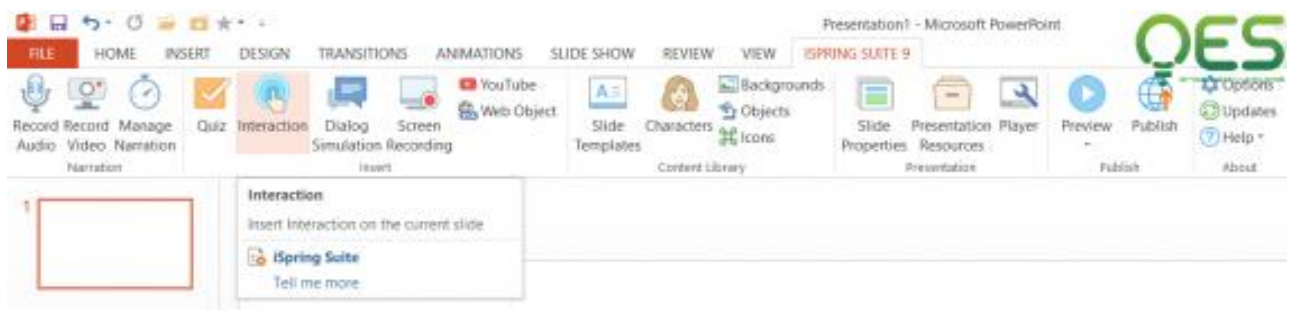 Presentation1 - Microsoft PowerPoint
QES
FILE HOME INSERT DESIGN TRANSITIONS ANIMATIONS SLIDE SHOW REVIEW VIEW ISPRING SUITE 9
Record Audio
Record Video
Manage Narration
Narration
Quiz
Interaction
Dialog Simulation
Screen Recording
YouTube
Web Object
Insert
Slide Templates
Characters
Backgrounds
Objects
Icons
Content Library
Slide Properties
Presentation Resources
Player
Presentation
Preview
Publish
Publish
Options
Updates
Help
About
1
Interaction
Insert Interaction on the current slide
iSpring Suite
Tell me more